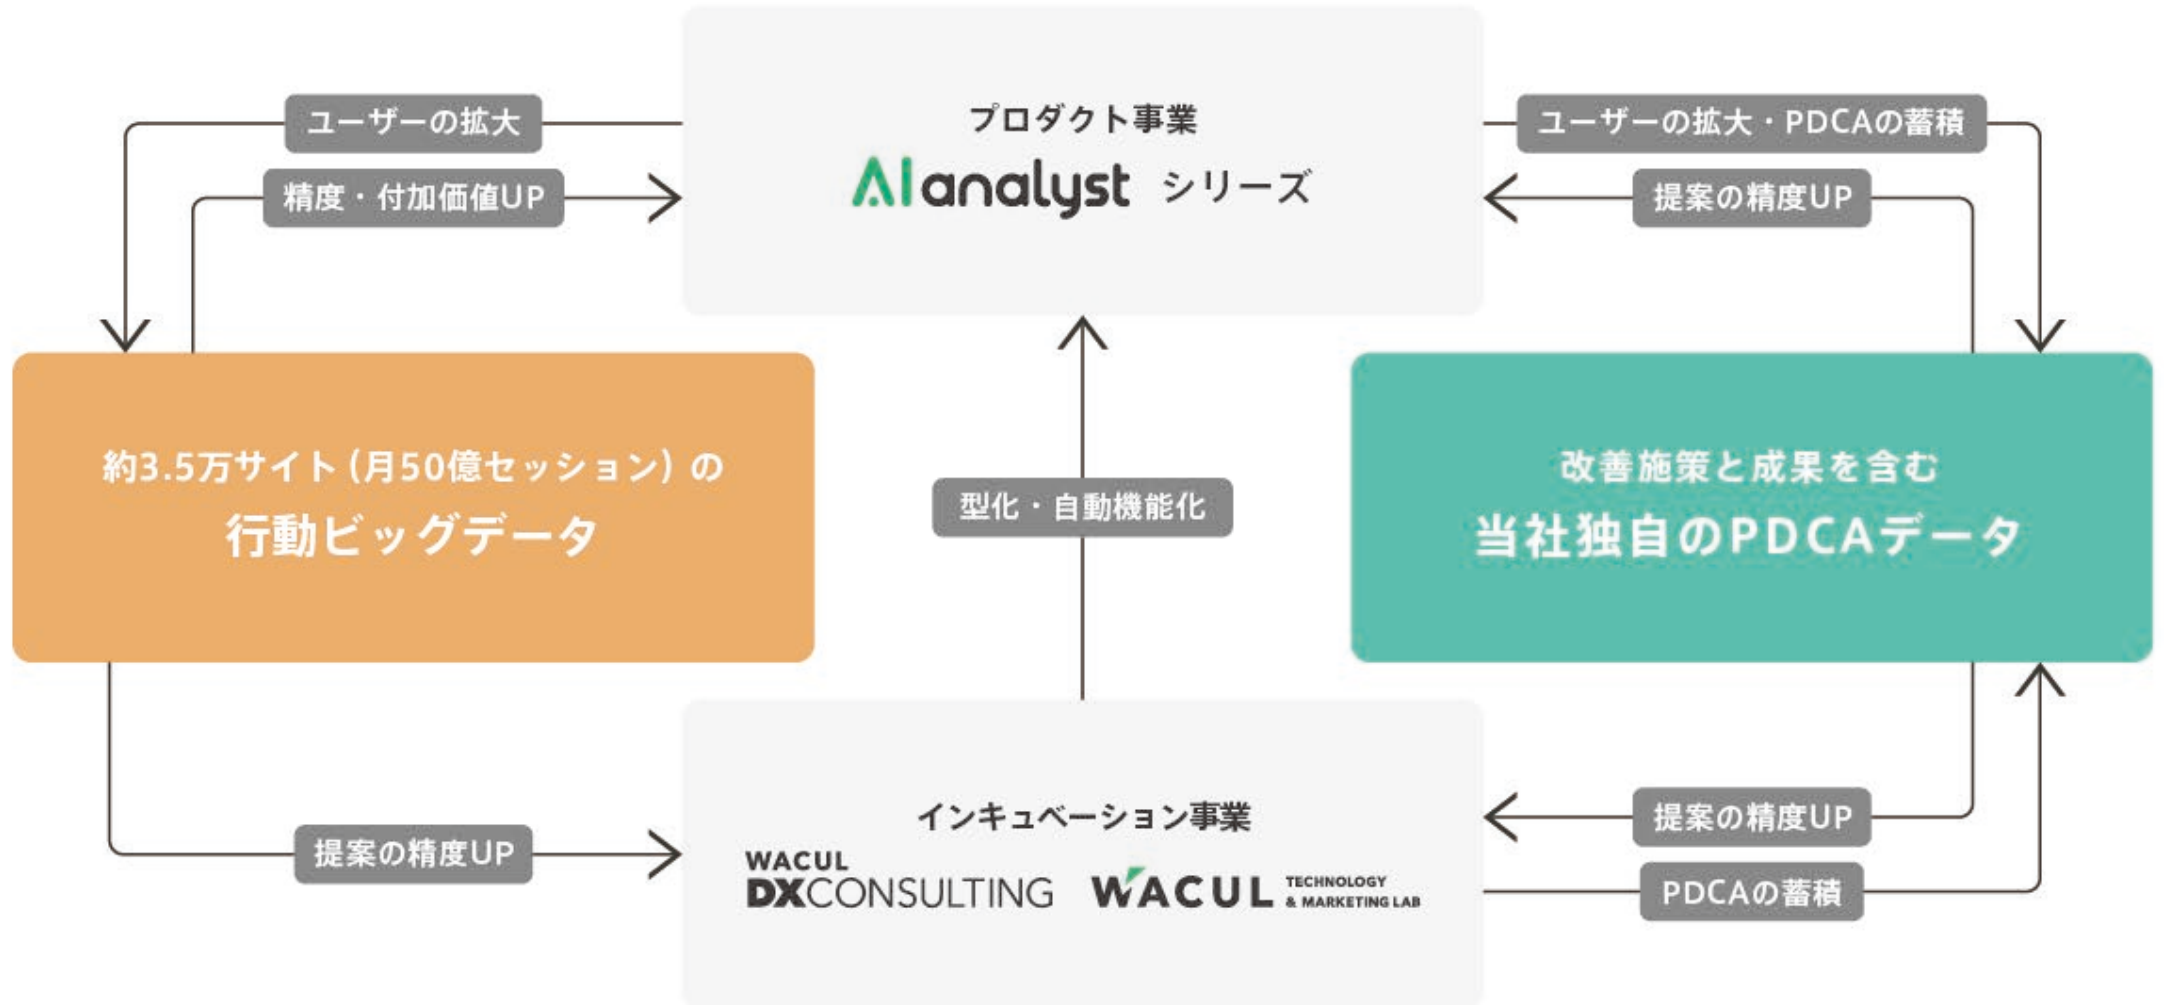 プロダクト事業
AI analyst シリーズ
ユーザーの拡大
精度・付加価値UP
ユーザーの拡大・PDCAの蓄積
提案の精度UP
約3.5万サイト(月50億セッション)の
行動ビッグデータ
型化・自動機能化
改善施策と成果を含む
当社独自のPDCAデータ
提案の精度UP
インキュベーション事業
WACUL
DXCONSULTING
WACUL
TECHNOLOGY
& MARKETING LAB
提案の精度UP
PDCAの蓄積